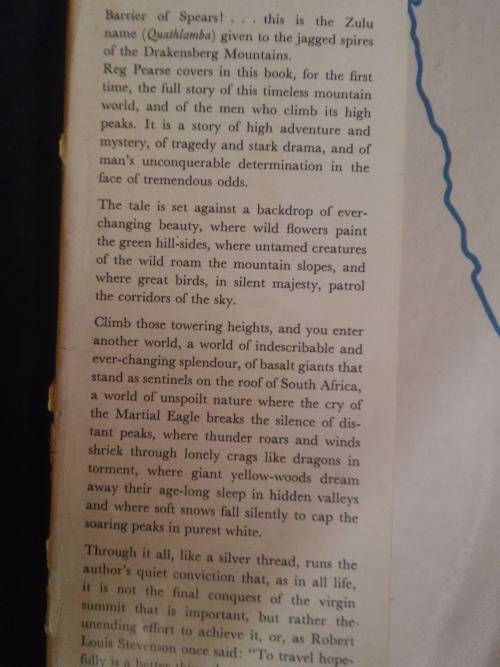 Barrier of Spears! . . . this is the Zulu
name (Quathlamba) given to the jagged spires
of the Drakensberg Mountains.
Reg Pearse covers in this book, for the first
time, the full story of this timeless mountain
world, and of the men who climb its high
peaks. It is a story of high adventure and
mystery, of tragedy and stark drama, and of
man's unconquerable determination in the
face of tremendous odds.
The tale is set against a backdrop of ever-
changing beauty, where wild flowers paint
the green hill-sides, where untamed creatures
of the wild roam the mountain slopes, and
where great birds, in silent majesty, patrol
the corridors of the sky.
Climb those towering heights, and you enter
another world, a world of indescribable and
ever-changing splendour, of basalt giants that
stand as sentinels on the roof of South Africa,
a world of unspoilt nature where the cry of
the Martial Eagle breaks the silence of dis-
tant peaks, where thunder roars and winds
shriek through lonely crags like dragons in
torment, where giant yellow-woods dream
away their age-long sleep in hidden valleys
and where soft snows fall silently to cap the
soaring peaks in purest white.
Through it all, like a silver thread, runs the
author's quiet conviction that, as in all life,
it is not the final conquest of the virgin
summit that is important, but rather the
unending effort to achieve it, or, as Robert
Louis Stevenson once said: "To travel hope-
fully is a better